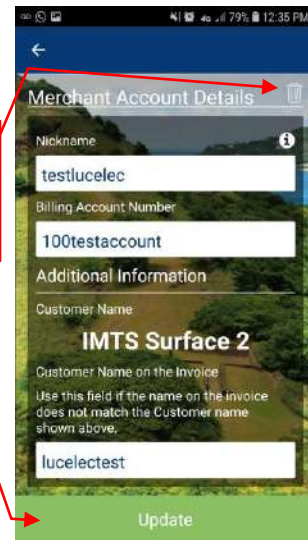 79% 12:35 PM
Merchant Account Details
Nickname
testlucelec
Billing Account Number
100testaccount
Additional Information
Customer Name
IMTS Surface 2
Customer Name on the Invoice
Use this field if the name on the invoice
does not match the Customer name
shown above.
lucelectest
Update